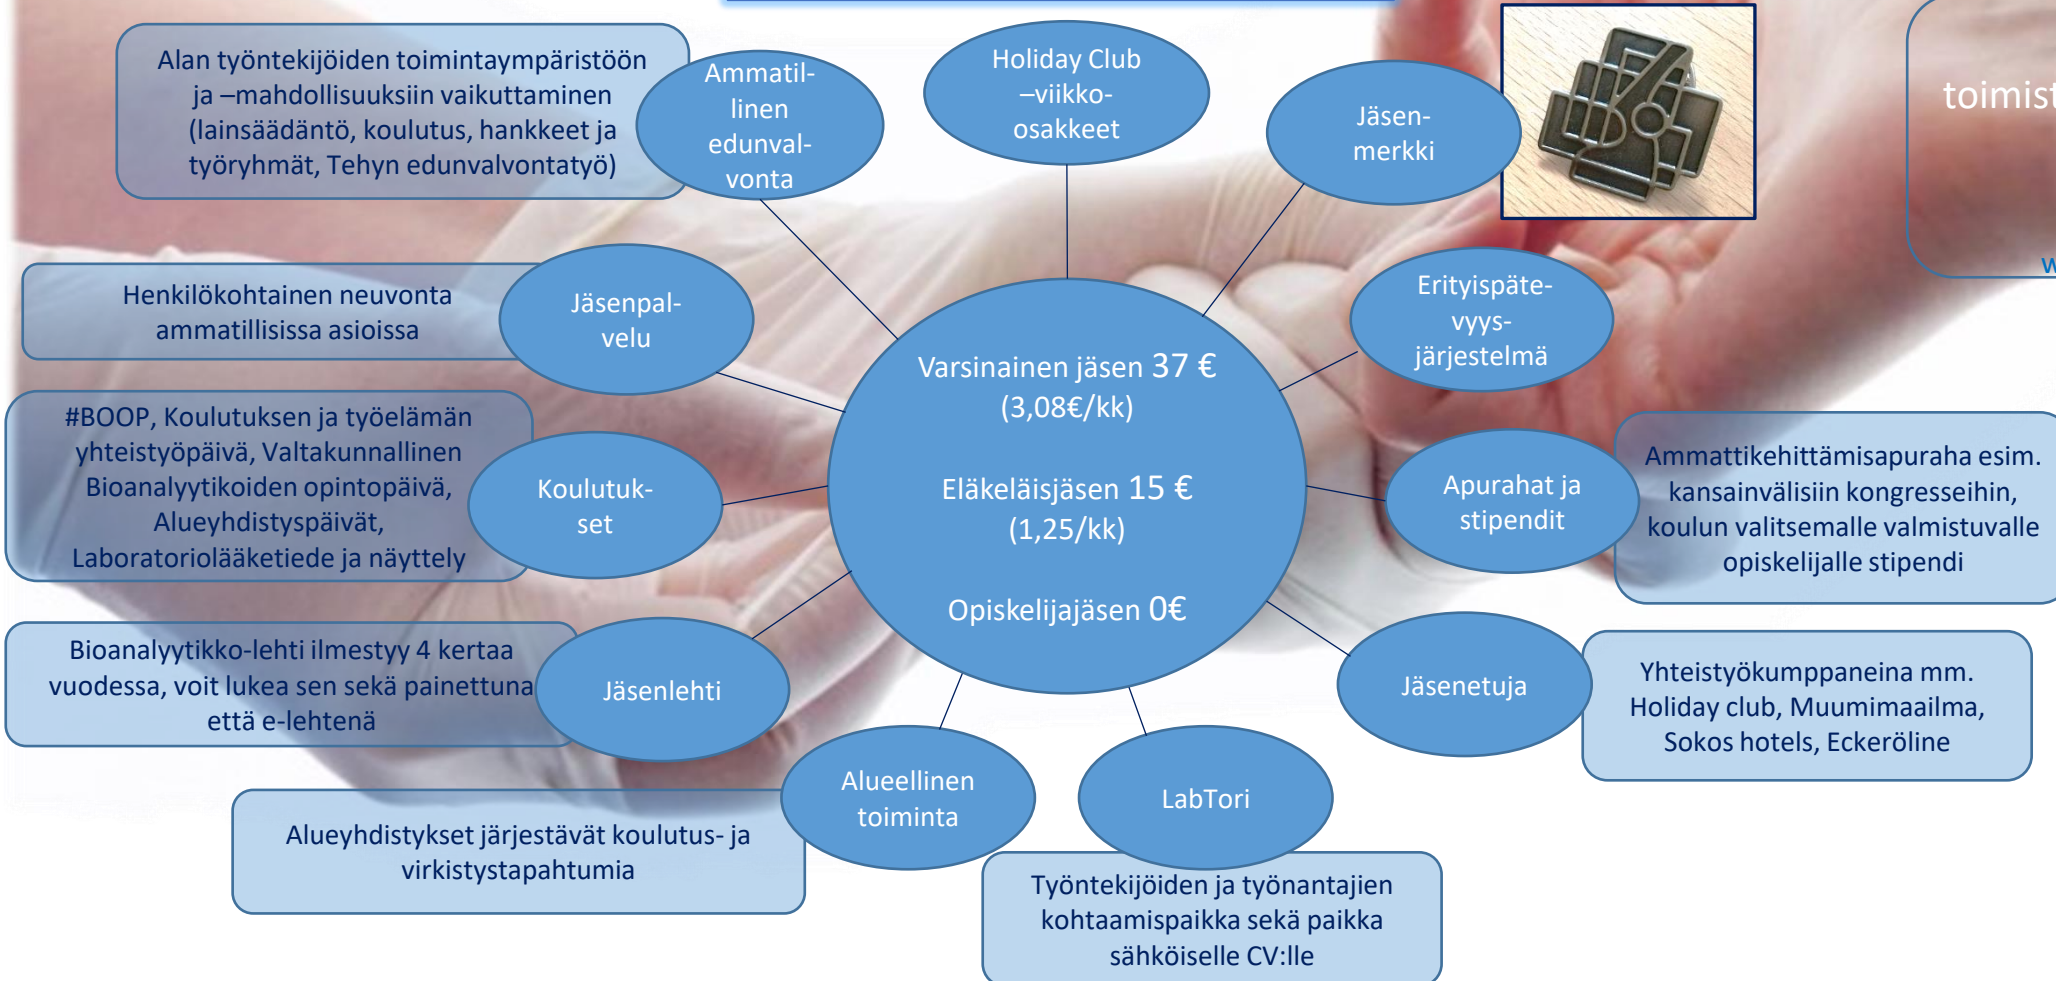 Alan työntekijöiden toimintaympäristöön
ja –mahdollisuuksiin vaikuttaminen
(lainsäädäntö, koulutus, hankkeet ja
työryhmät, Tehyn edunvalvontatyö)
Ammatil-
linen
edunval-
vonta
Holiday Club
–viikko-
osakkeet
Jäsen-
merkki
Henkilökohtainen neuvonta
ammatillisissa asioissa
Jäsenpal-
velu
Erityispäte-
vyys-
järjestelmä
#BOOP, Koulutuksen ja työelämän
yhteistyöpäivä, Valtakunnallinen
Bioanalyytikoiden opintopäivä,
Alueyhdistyspäivät,
Laboratoriolääketiede ja näyttely
Koulutuk-
set
Varsinainen jäsen 37 €
(3,08€/kk)
Eläkeläisjäsen 15 €
(1,25/kk)
Opiskelijajäsen 0€
Apurahat ja
stipendit
Ammattikehittämisapuraha esim.
kansainvälisiin kongresseihin,
koulun valitsemalle valmistuvalle
opiskelijalle stipendi
Bioanalyytikko-lehti ilmestyy 4 kertaa
vuodessa, voit lukea sen sekä painettuna
että e-lehtenä
Jäsenlehti
Jäsenetuja
Yhteistyökumppaneina mm.
Holiday club, Muumimaailma,
Sokos hotels, Eckeröline
Alueyhdistykset järjestävät koulutus- ja
virkistystapahtumia
Alueellinen
toiminta
LabTori
Työntekijöiden ja työnantajien
kohtaamispaikka sekä paikka
sähköiselle CV:lle